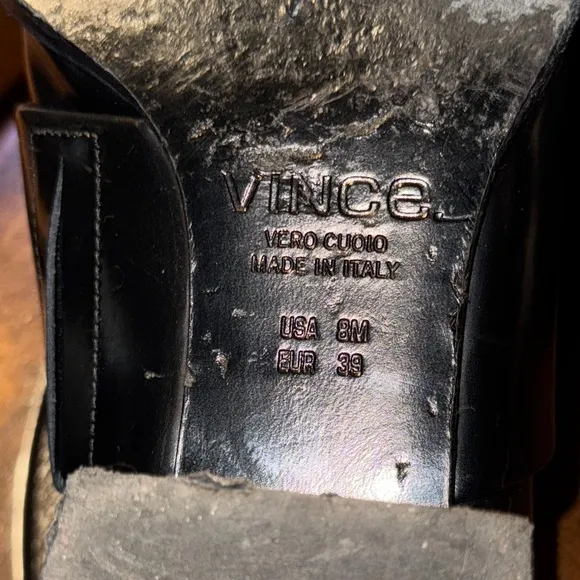 VINCE.
VERO CUOIO
MADE IN ITALY
USA 8M
EUR 39